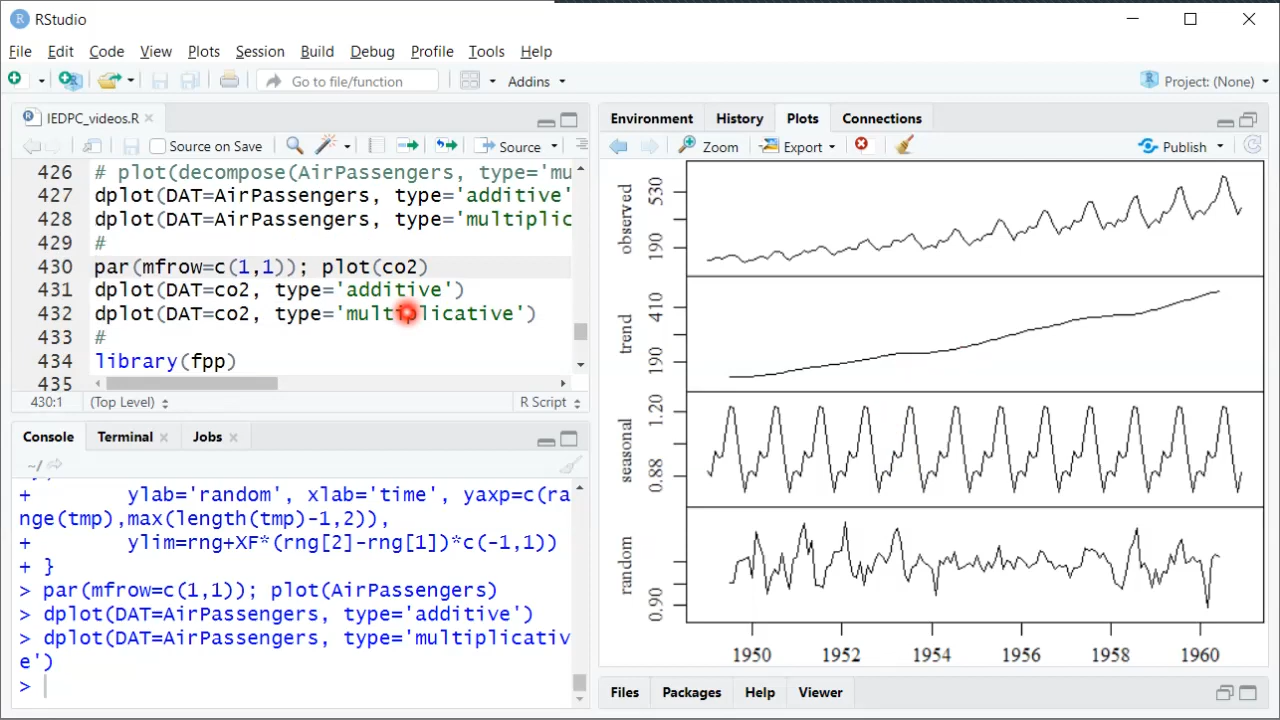 RStudio
File Edit Code View Plots Session Build Debug Profile Tools Help
Go to file/function Addins Project: (None)
IEDPC_videos.R
Source on Save Source
426 # plot(decompose(AirPassengers, type='mu
427 dplot(DAT=AirPassengers, type='additive'
428 dplot(DAT=AirPassengers, type='multiplic
429 #
430 par(mfrow=c(1,1)); plot(co2)
431 dplot(DAT=co2, type='additive')
432 dplot(DAT=co2, type='multiplicative')
433 #
434 library(fpp)
435
430:1 (Top Level) R Script
Console Terminal Jobs
~/
+ ylab='random', xlab='time', yaxp=c(ra
nge(tmp),max(length(tmp)-1,2)),
+ ylim=rng+XF*(rng[2]-rng[1])*c(-1,1))
+ }
> par(mfrow=c(1,1)); plot(AirPassengers)
> dplot(DAT=AirPassengers, type='additive')
> dplot(DAT=AirPassengers, type='multiplicativ
e')
>
Environment History Plots Connections
Zoom Export Publish
observed
530
190
trend
410
190
seasonal
1.20
0.88
random
0.90
1950 1952 1954 1956 1958 1960
Files Packages Help Viewer